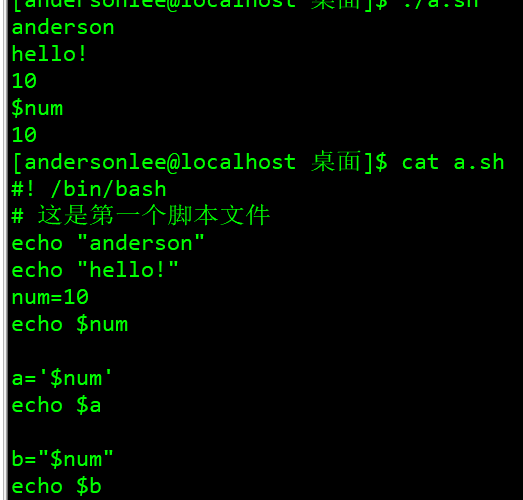 [andersonlee@localhost 桌面]$ ./a.sh
anderson
hello!
10
$num
10
[andersonlee@localhost 桌面]$ cat a.sh
#! /bin/bash
# 这是第一个脚本文件
echo "anderson"
echo "hello!"
num=10
echo $num
a='$num'
echo $a
b="$num"
echo $b